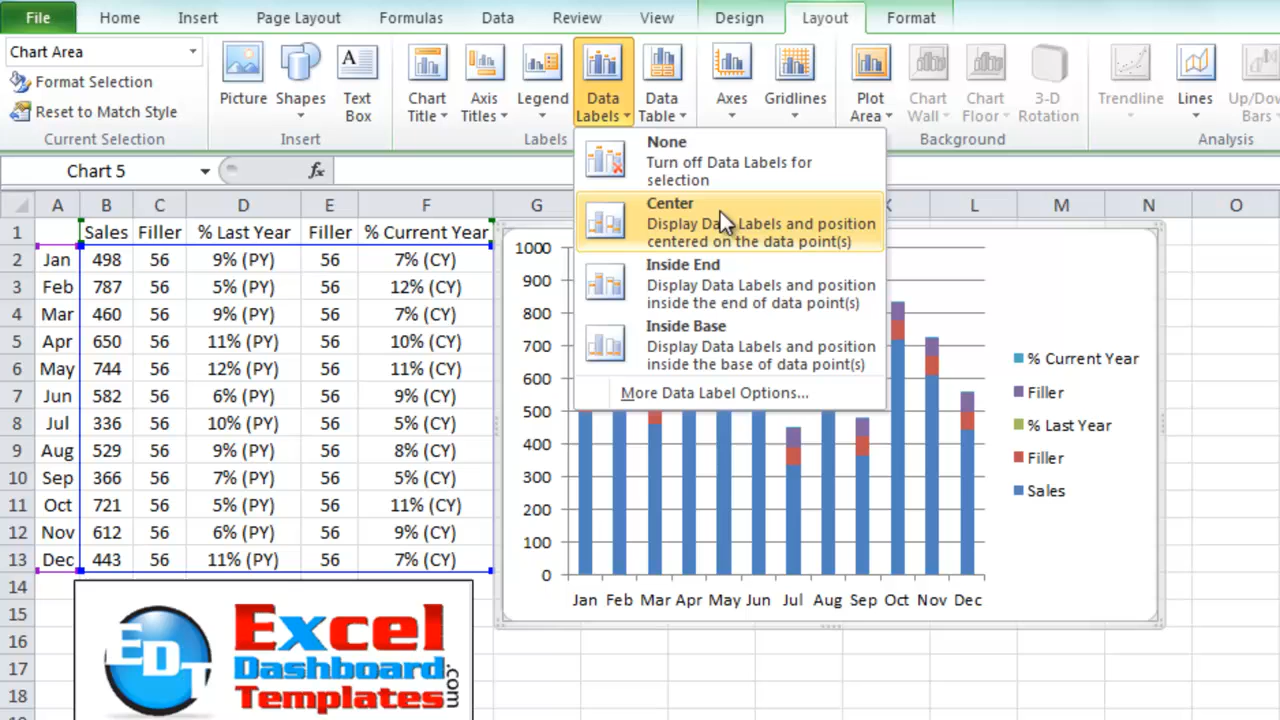 File Home Insert Page Layout Formulas Data Review View Design Layout Format
Chart Area
Format Selection
Reset to Match Style
Current Selection
Picture Shapes Text Box
Insert
Chart Title Axis Titles Legend Data Labels Data Table
Labels
Axes Gridlines
Plot Area Chart Wall Chart Floor 3-D Rotation
Background
Trendline Lines Up/Down Bars
Analysis
Chart 5 fx
None
Turn off Data Labels for
selection
Center
Display Data Labels and position
centered on the data point(s)
Inside End
Display Data Labels and position
inside the end of data point(s)
Inside Base
Display Data Labels and position
inside the base of data point(s)
More Data Label Options...
A B C D E F G K L M N O
1 Sales Filler % Last Year Filler % Current Year
2 Jan 498 56 9% (PY) 56 7% (CY)
3 Feb 787 56 5% (PY) 56 12% (CY)
4 Mar 460 56 9% (PY) 56 7% (CY)
5 Apr 650 56 11% (PY) 56 10% (CY)
6 May 744 56 12% (PY) 56 11% (CY)
7 Jun 582 56 6% (PY) 56 9% (CY)
8 Jul 336 56 10% (PY) 56 5% (CY)
9 Aug 529 56 9% (PY) 56 8% (CY)
10 Sep 366 56 7% (PY) 56 5% (CY)
11 Oct 721 56 5% (PY) 56 11% (CY)
12 Nov 612 56 6% (PY) 56 9% (CY)
13 Dec 443 56 11% (PY) 56 7% (CY)
14
15
16
17
18
1000
900
800
700
600
500
400
300
200
100
0
Jan Feb Mar Apr May Jun Jul Aug Sep Oct Nov Dec
% Current Year
Filler
% Last Year
Filler
Sales
EDT
Excel
Dashboard
Templates
.com